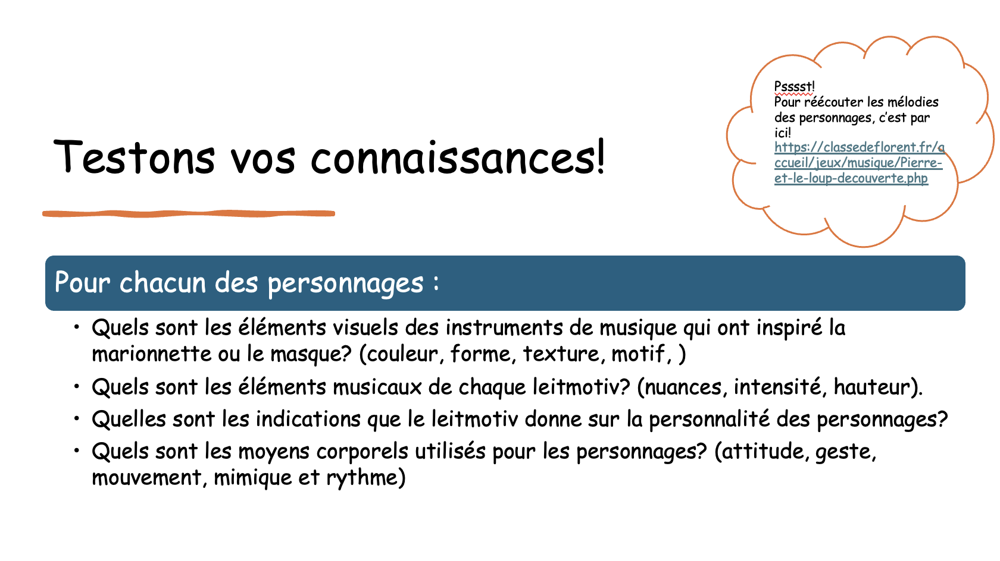 Psssst!
Pour réécouter les mélodies
des personnages, c’est par
ici!
https://classedeflorent.fr/a
ccueil/jeux/musique/Pierre-
et-le-loup-decouverte.php
Testons vos connaissances!
Pour chacun des personnages :
• Quels sont les éléments visuels des instruments de musique qui ont inspiré la
marionnette ou le masque? (couleur, forme, texture, motif, )
• Quels sont les éléments musicaux de chaque leitmotiv? (nuances, intensité, hauteur).
• Quelles sont les indications que le leitmotiv donne sur la personnalité des personnages?
• Quels sont les moyens corporels utilisés pour les personnages? (attitude, geste,
mouvement, mimique et rythme)